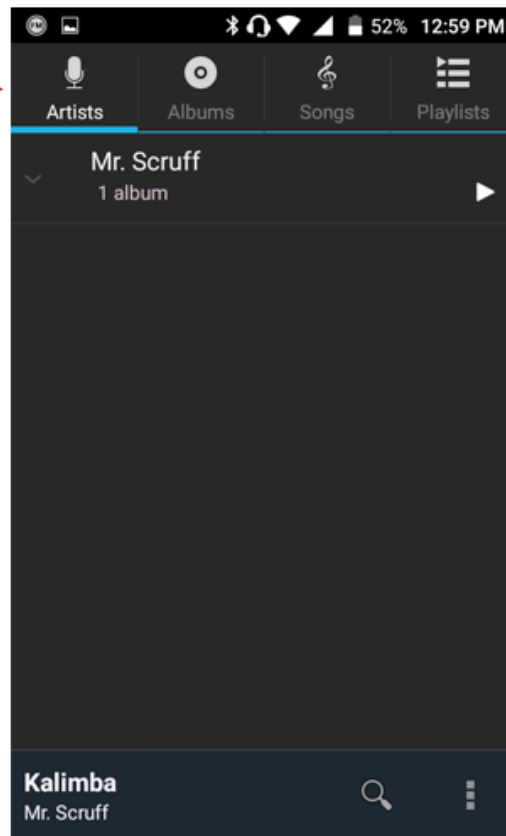 52% 12:59 PM
Artists Albums Songs Playlists
Mr. Scruff
1 album
Kalimba
Mr. Scruff